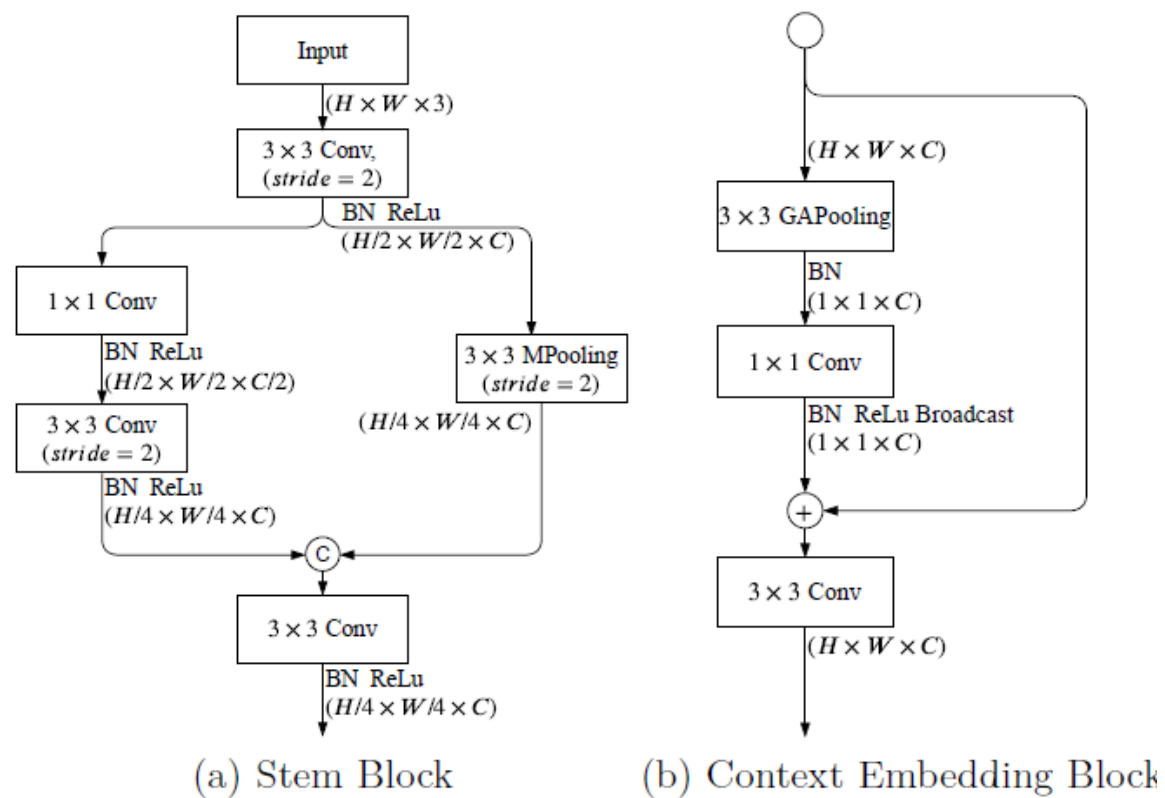 Input
(H × W × 3)
3 × 3 Conv,
(stride = 2)
BN ReLu
(H/2 × W/2 × C)
1 × 1 Conv
BN ReLu
(H/2 × W/2 × C/2)
3 × 3 Conv
(stride = 2)
BN ReLu
(H/4 × W/4 × C)
3 × 3 MPooling
(stride = 2)
(H/4 × W/4 × C)
C
3 × 3 Conv
BN ReLu
(H/4 × W/4 × C)
(a) Stem Block
(H × W × C)
3 × 3 GAPooling
BN
(1 × 1 × C)
1 × 1 Conv
BN ReLu Broadcast
(1 × 1 × C)
+
3 × 3 Conv
(H × W × C)
(b) Context Embedding Block